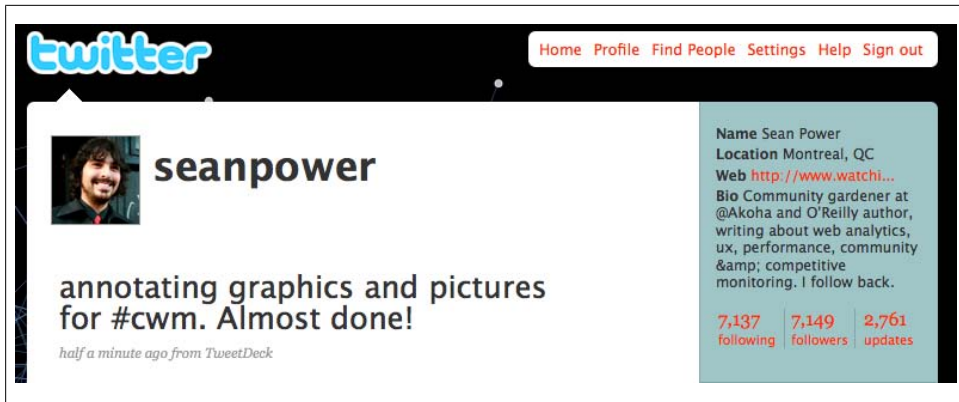 twitter
Home Profile Find People Settings Help Sign out
seanpower
annotating graphics and pictures
for #cwm. Almost done!
half a minute ago from TweetDeck
Name Sean Power
Location Montreal, QC
Web http://www.watchi...
Bio Community gardener at
@Akoha and O'Reilly author,
writing about web analytics,
ux, performance, community
&amp; competitive
monitoring. I follow back.
7,137 7,149 2,761
following followers updates